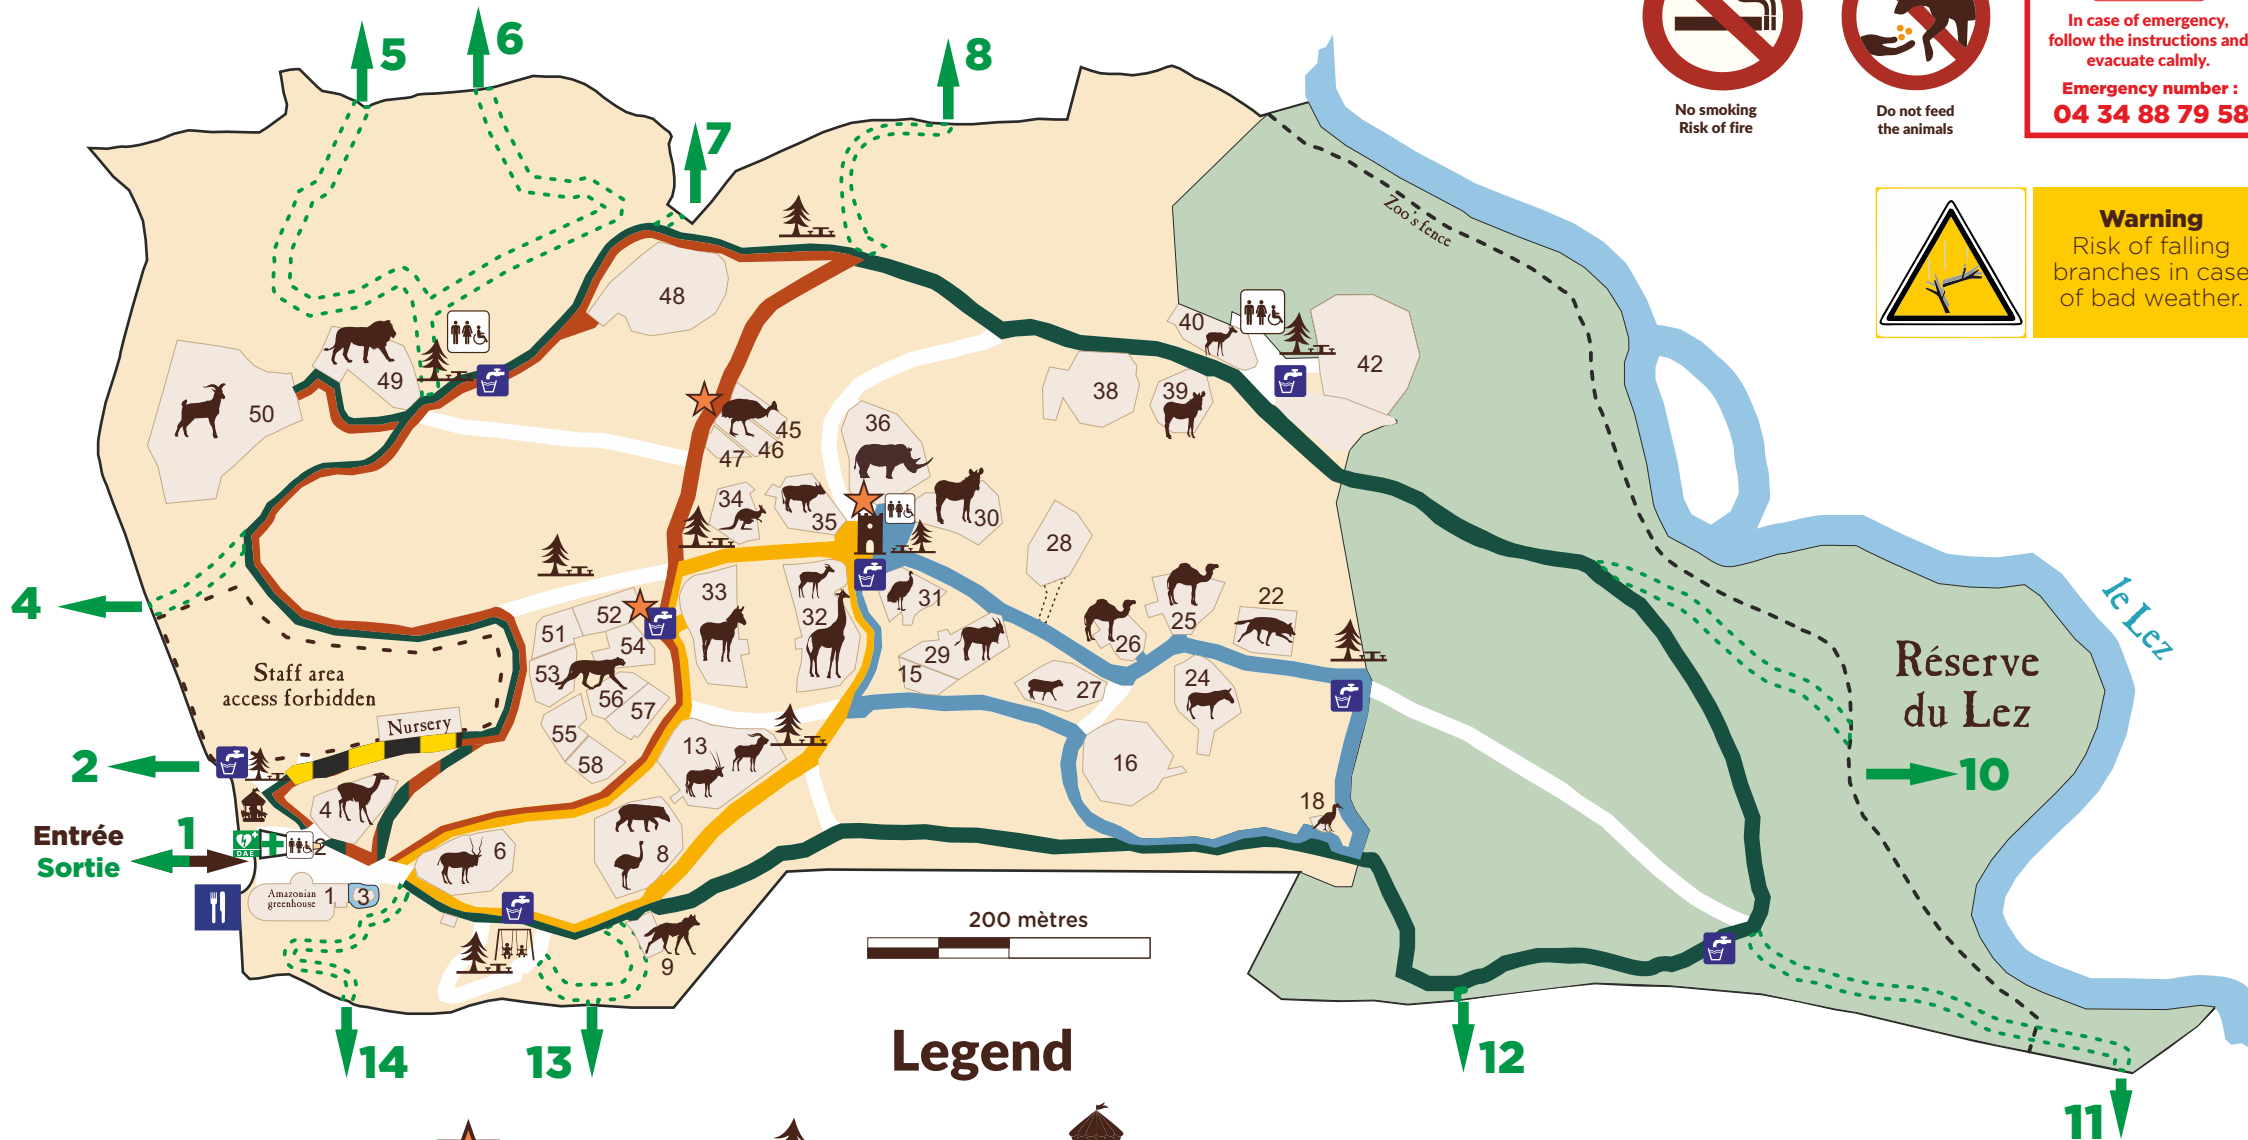 5
6
8
7
No smoking
Risk of fire
Do not feed
the animals
In case of emergency,
follow the instructions and
evacuate calmly.
Emergency number :
04 34 88 79 58
Warning
Risk of falling
branches in case
of bad weather.
Zoo's fence
48
40
42
49
50
38
39
36
45
46
47
34
35
30
28
4
52
51
54
53
33
32
31
22
25
26
29
15
27
24
56
57
55
58
13
16
18
Staff area
access forbidden
Nursery
le Lez
Réserve
du Lez
2
10
4
Entrée
1
Sortie
DAE
2
6
8
Amazonian
greenhouse
1
3
9
200 mètres
14
13
12
11
Legend